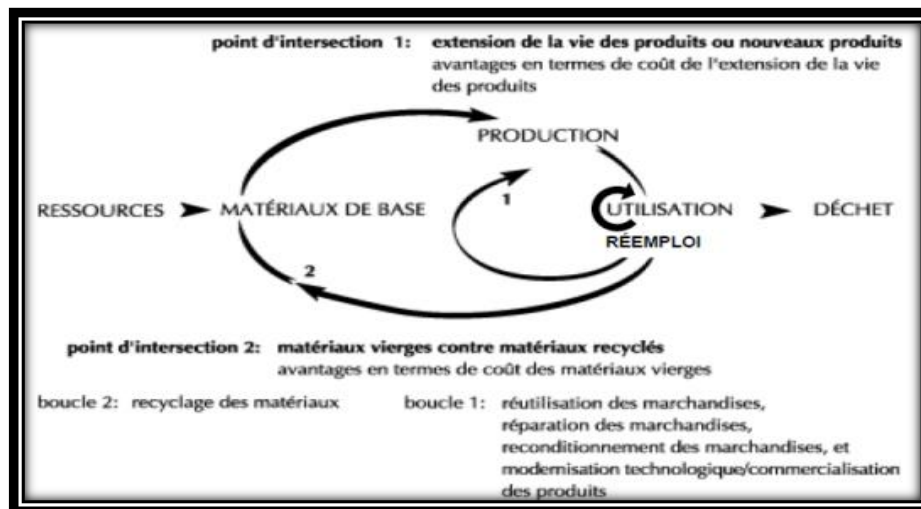 point d'intersection 1: extension de la vie des produits ou nouveaux produits
avantages en termes de coût de l'extension de la vie
des produits
PRODUCTION
1
RESSOURCES MATÉRIAUX DE BASE UTILISATION DÉCHET
RÉEMPLOI
2
point d'intersection 2: matériaux vierges contre matériaux recyclés
avantages en termes de coût des matériaux vierges
boucle 2: recyclage des matériaux boucle 1: réutilisation des marchandises,
réparation des marchandises,
reconditionnement des marchandises, et
modernisation technologique/commercialisation
des produits